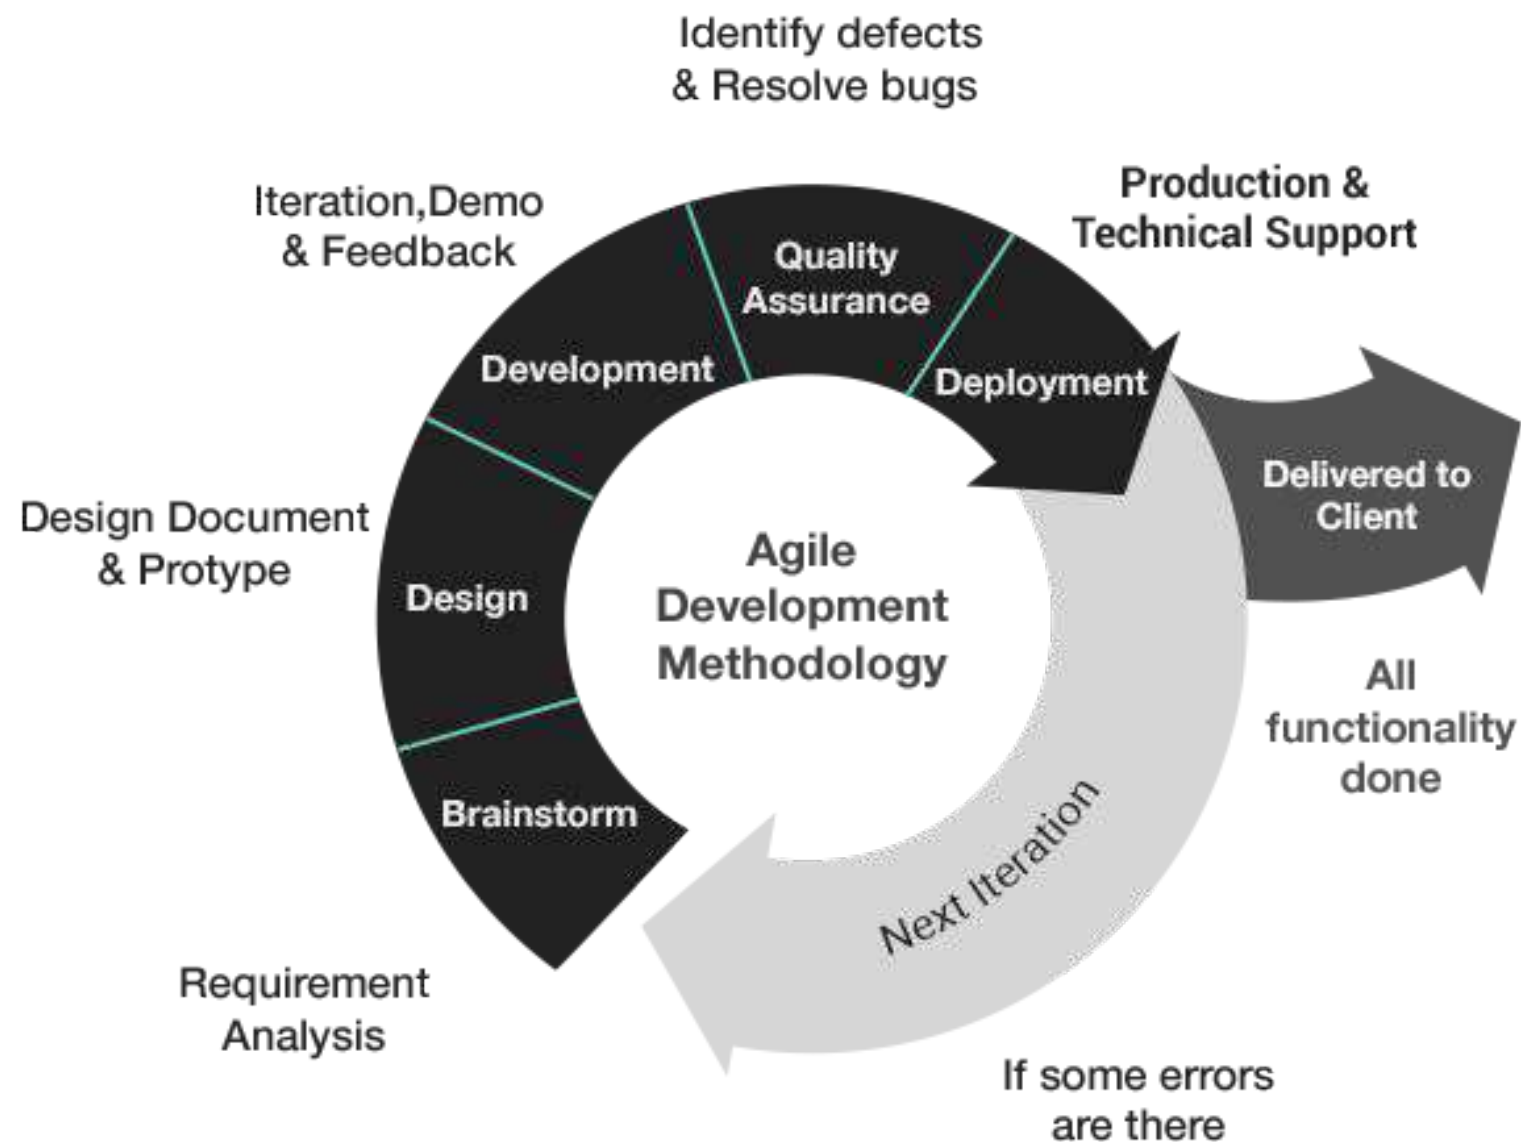 Identify defects
& Resolve bugs
Production &
Technical Support
Iteration,Demo
& Feedback
Quality
Assurance
Development
Deployment
Delivered to
Client
Design Document
& Protype
Design
Agile
Development
Methodology
All
functionality
done
Brainstorm
Next Iteration
Requirement
Analysis
If some errors
are there